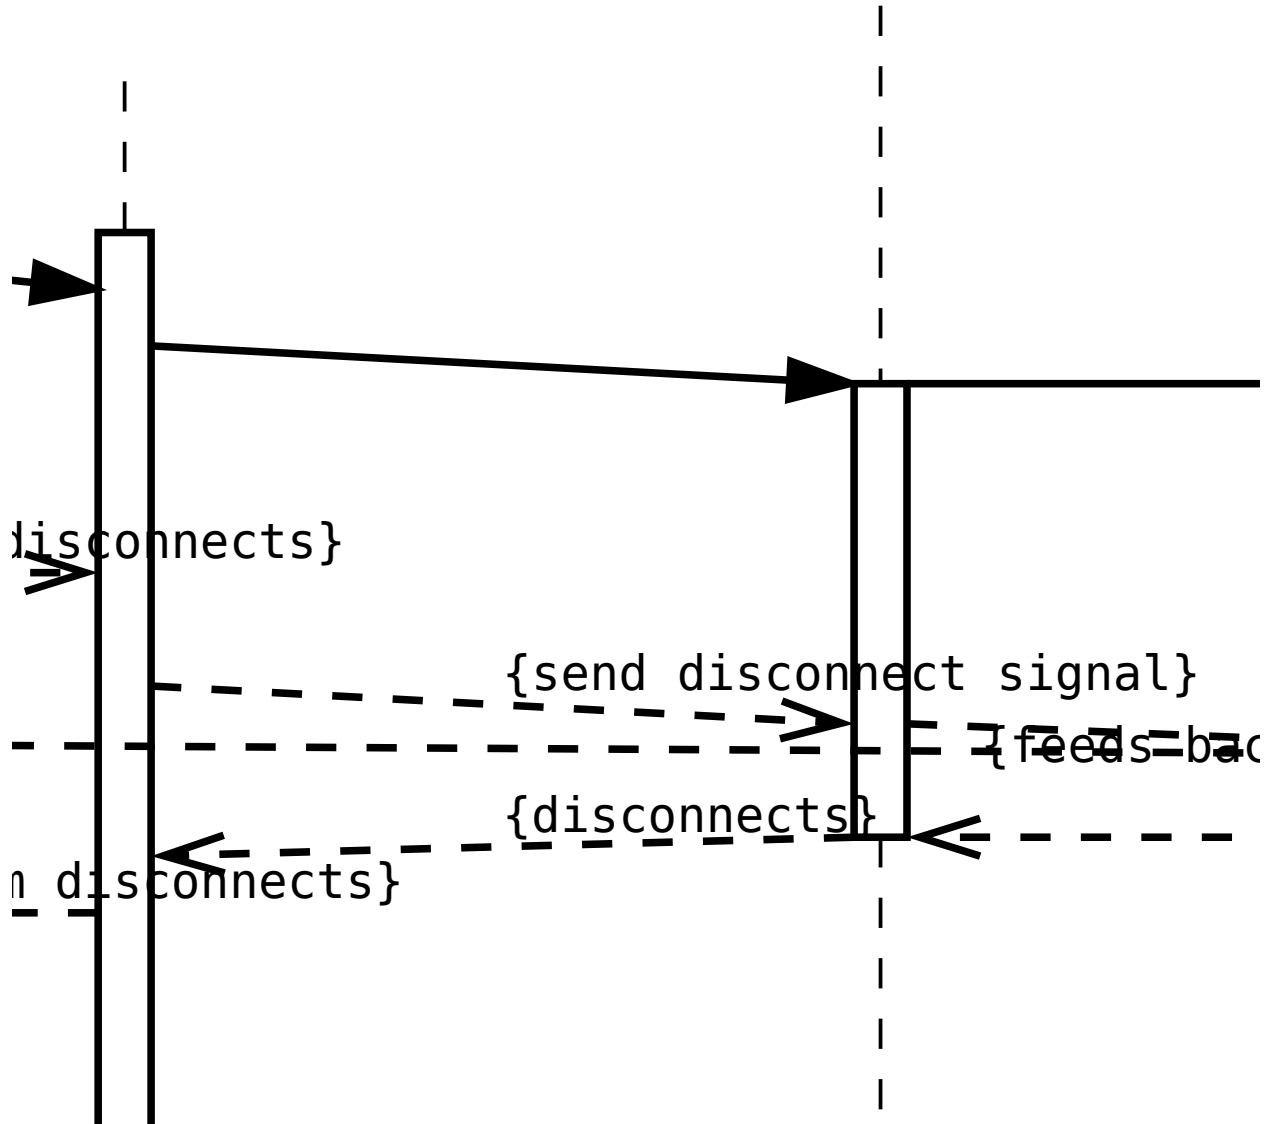 disconnects}
{send disconnect signal}
{feeds
{disconnects}
disconnects}